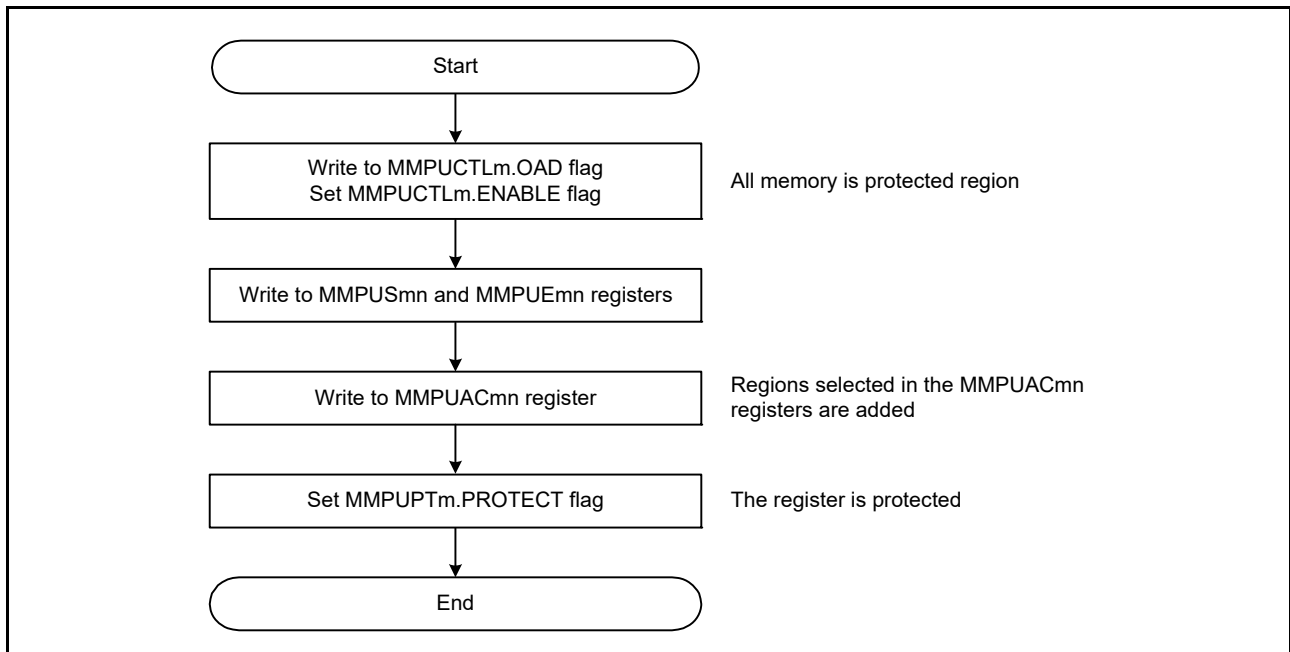 Start
Write to MMPUCTLm.OAD flag
Set MMPUCTLm.ENABLE flag
All memory is protected region
Write to MMPUSmn and MMPUEmn registers
Write to MMPUACmn register
Regions selected in the MMPUACmn
registers are added
Set MMPUPTm.PROTECT flag
The register is protected
End